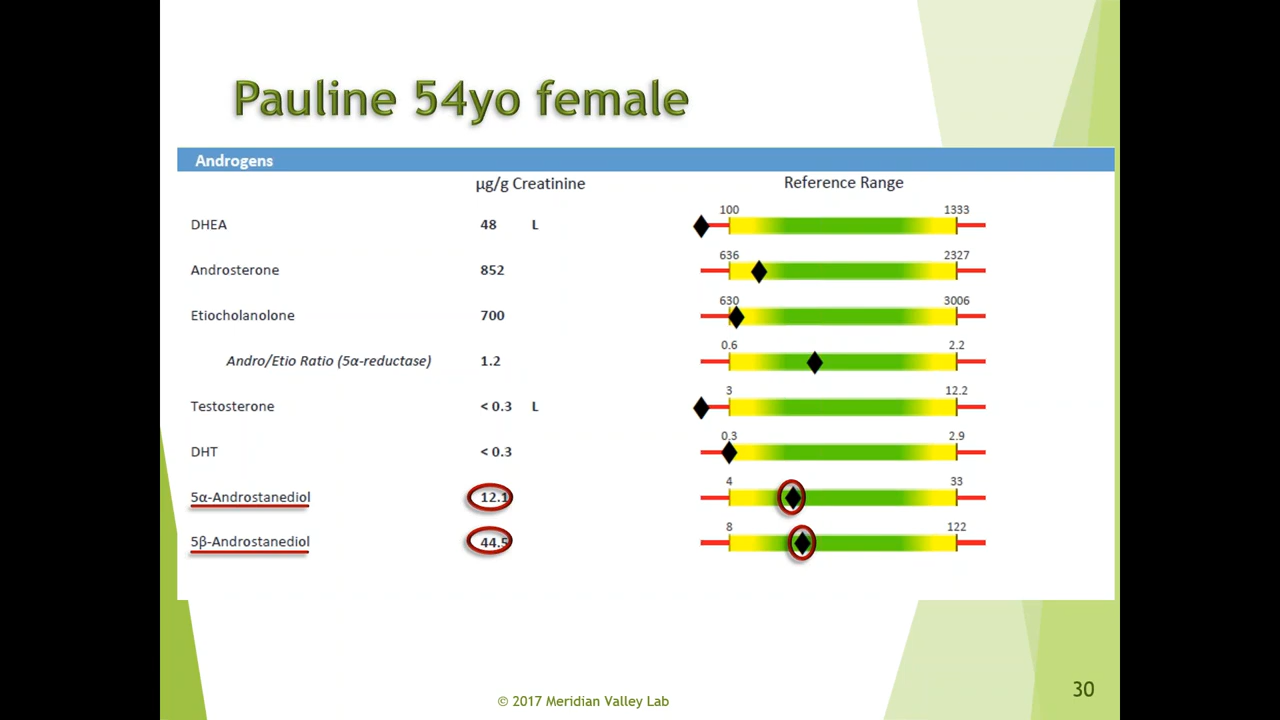 Pauline 54yo female
Androgens
µg/g Creatinine Reference Range
DHEA 48 L 100 1333
Androsterone 852 636 2327
Etiocholanolone 700 630 3006
Andro/Etio Ratio (5α-reductase) 1.2 0.6 2.2
Testosterone < 0.3 L 3 12.2
DHT < 0.3 0.3 2.9
5α-Androstanediol 12.1 4 33
5β-Androstanediol 44.5 8 122
© 2017 Meridian Valley Lab
30